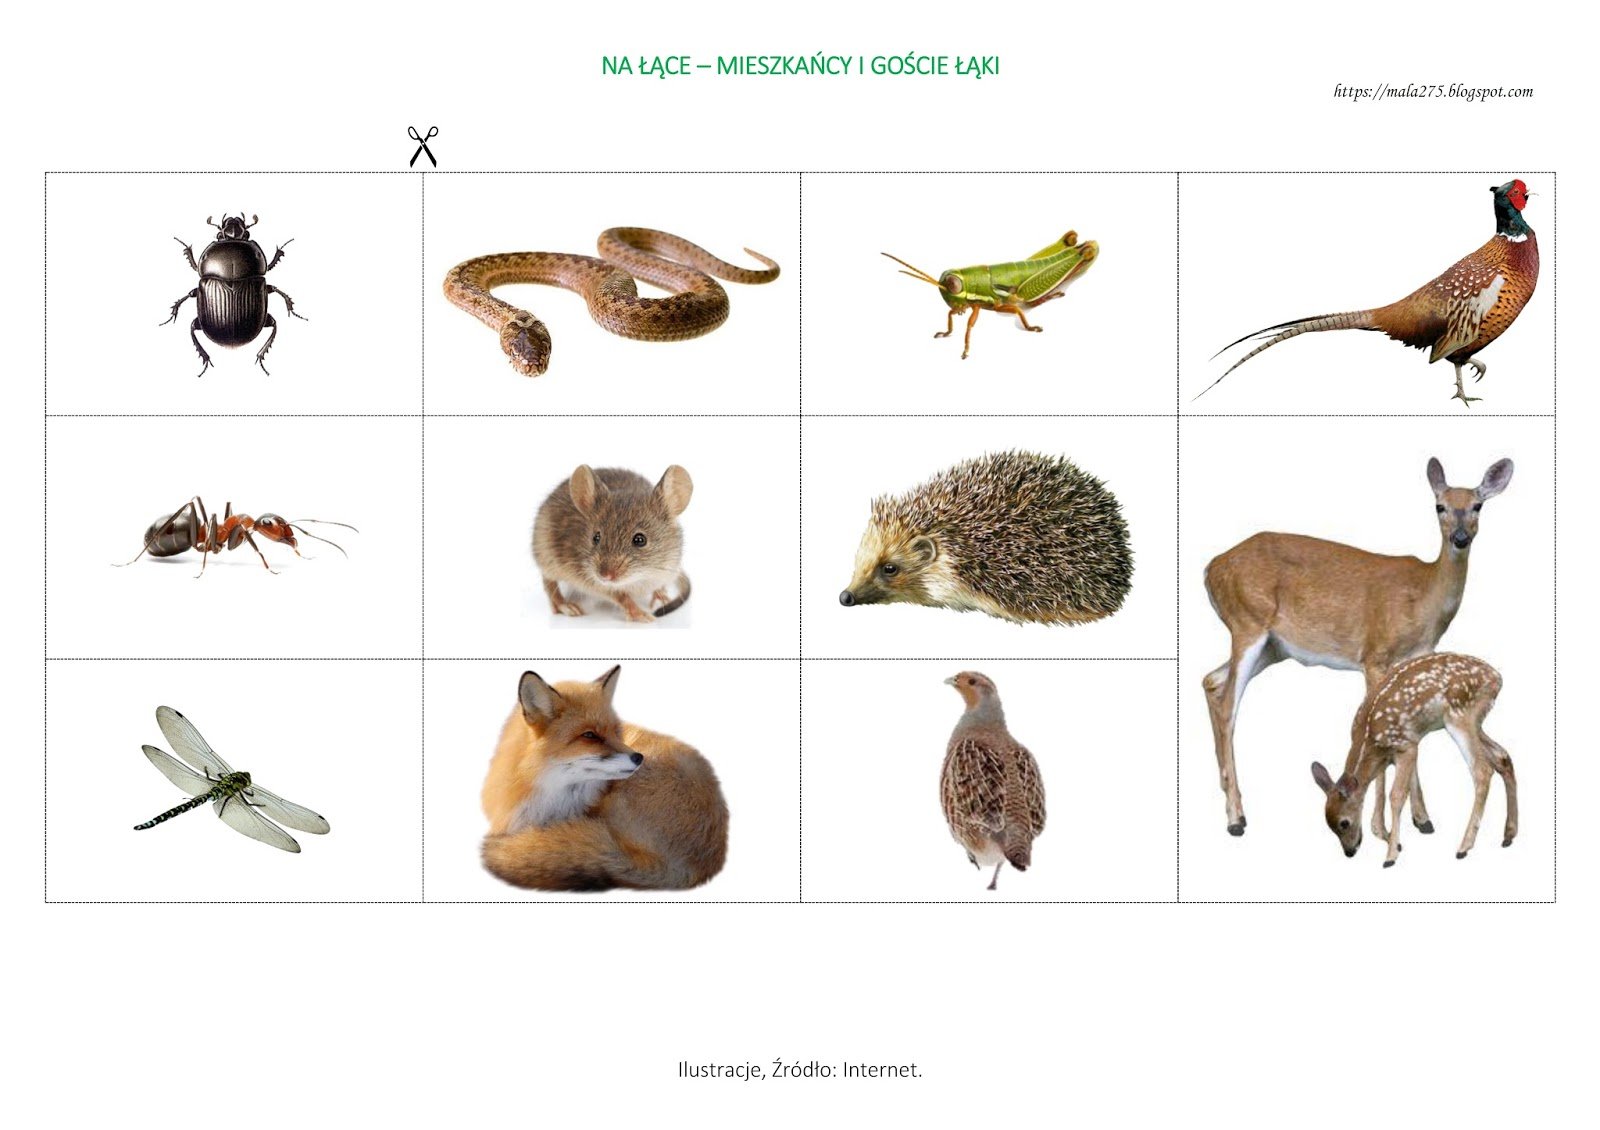 NA ŁĄCE – MIESZKAŃCY I GOŚCIE ŁĄKI
https://mala275.blogspot.com
Ilustracje, Źródło: Internet.